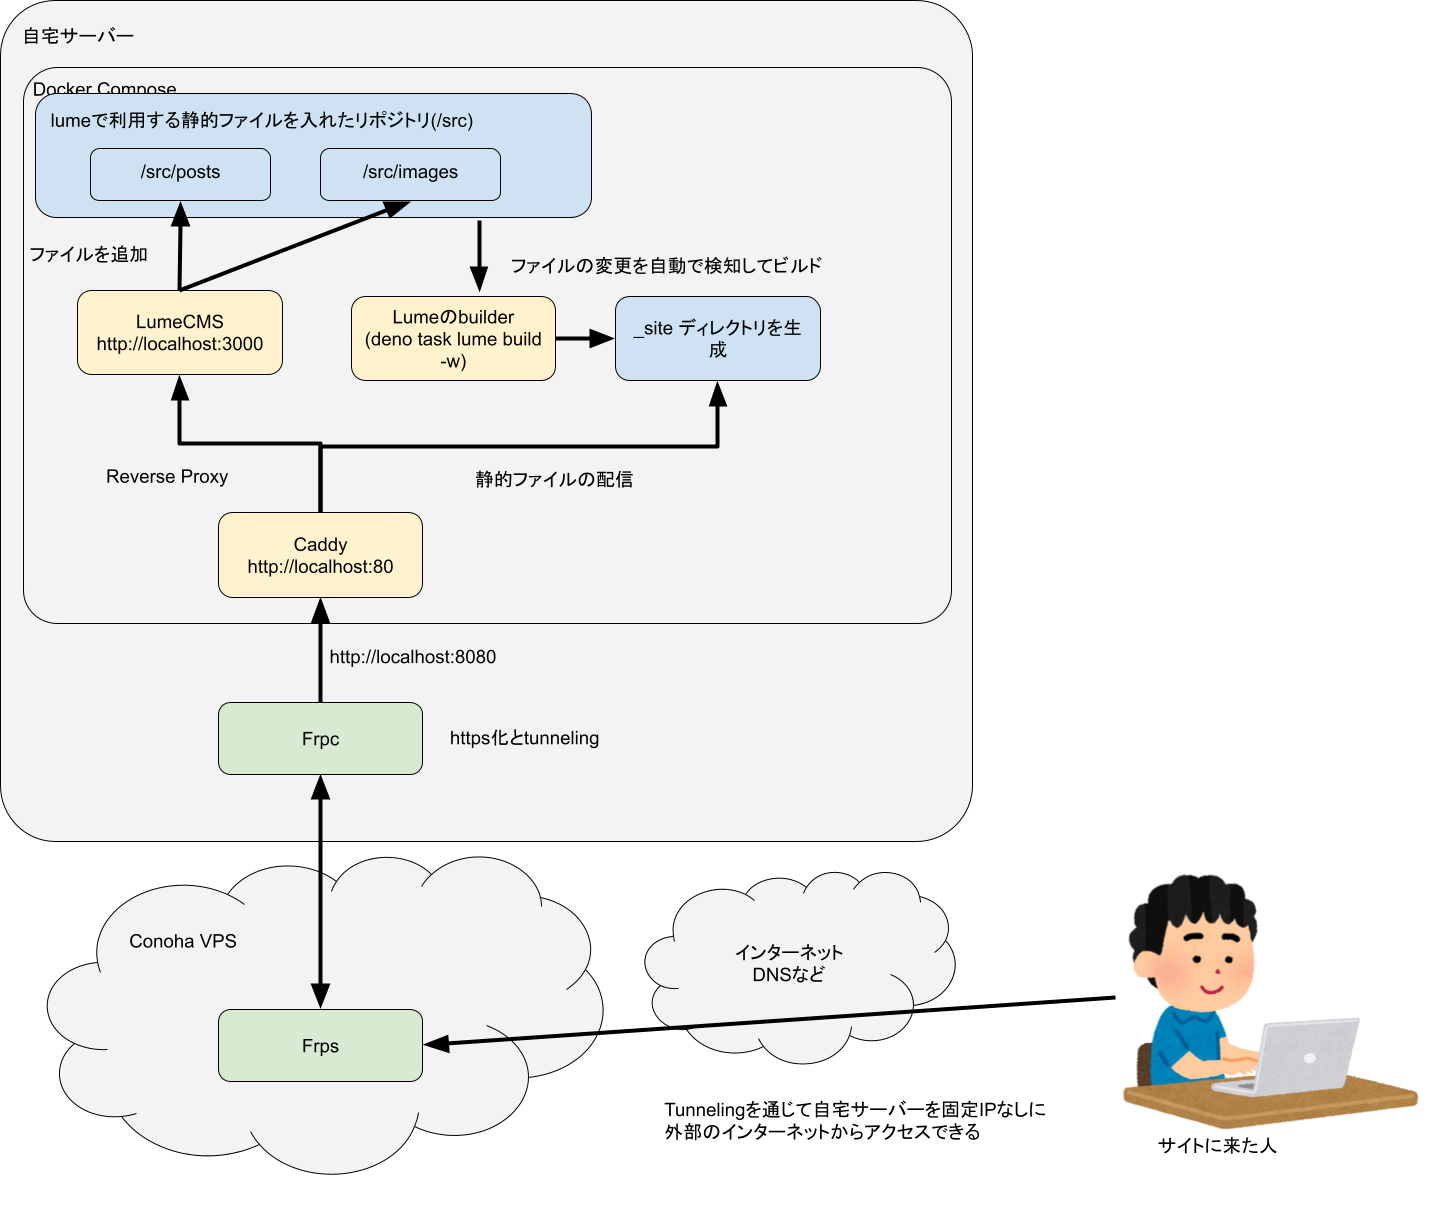 自宅サーバー
Docker Compose
lumeで利用する静的ファイルを入れたリポジトリ(/src)
/src/posts
/src/images
ファイルを追加
ファイルの変更を自動で検知してビルド
LumeCMS
http://localhost:3000
Lumeのbuilder
(deno task lume build
-w)
_site ディレクトリを生
成
Reverse Proxy
静的ファイルの配信
Caddy
http://localhost:80
http://localhost:8080
Frpc
https化とtunneling
Conoha VPS
インターネット
DNSなど
Frps
Tunnelingを通じて自宅サーバーを固定IPなしに
外部のインターネットからアクセスできる
サイトに来た人